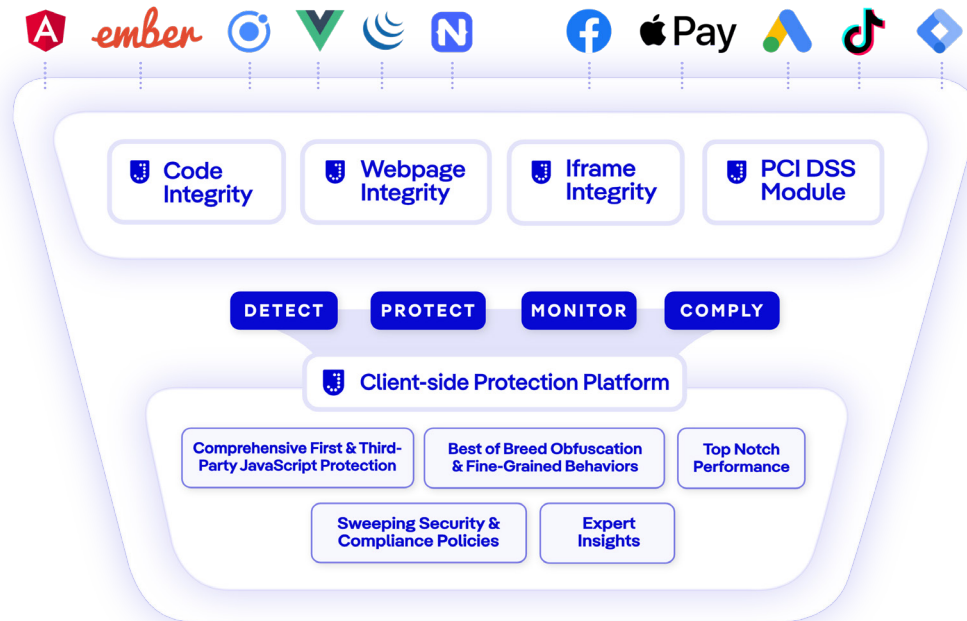 ember
Pay
Code
Integrity
Webpage
Integrity
Iframe
Integrity
PCI DSS
Module
DETECT
PROTECT
MONITOR
COMPLY
Client-side Protection Platform
Comprehensive First & Third-
Party JavaScript Protection
Best of Breed Obfuscation
& Fine-Grained Behaviors
Top Notch
Performance
Sweeping Security &
Compliance Policies
Expert
Insights